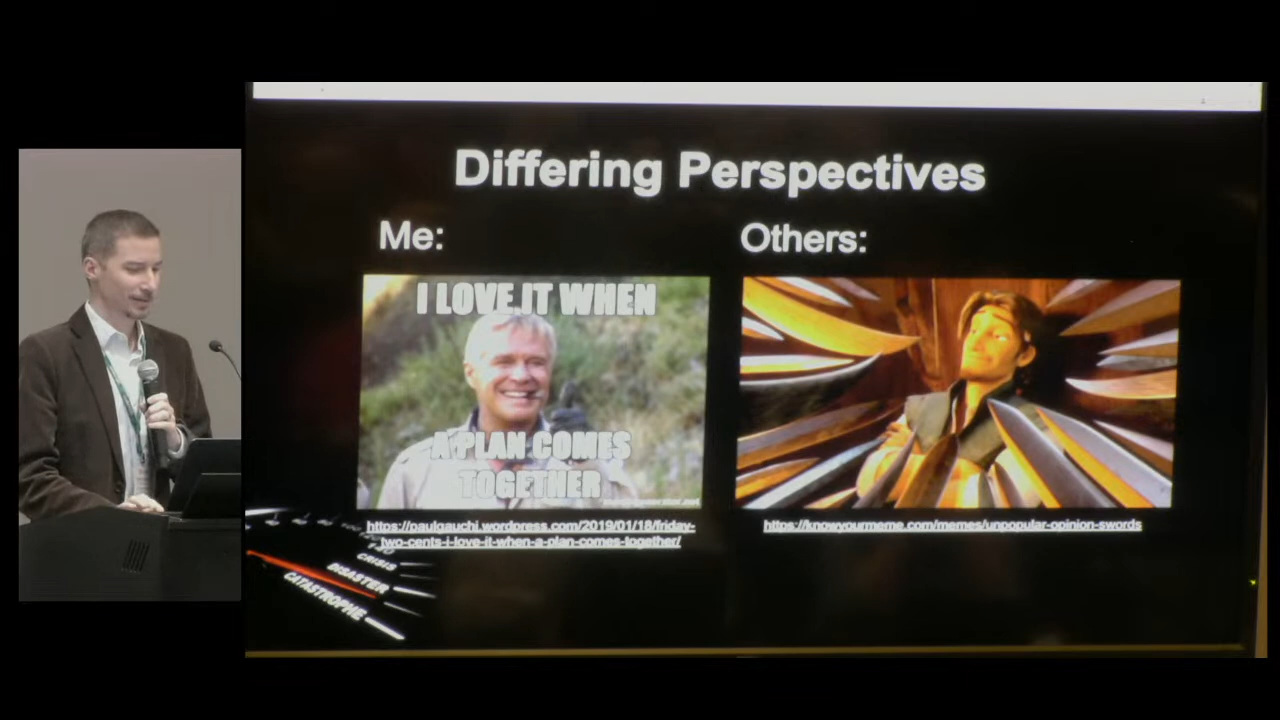 Differing Perspectives
Me:
Others:
I LOVE IT WHEN
A PLAN COMES
TOGETHER
https://paulgauchi.wordpress.com/2019/01/18/friday-
two-cents-i-love-it-when-a-plan-comes-together/
https://knowyourmeme.com/memes/unpopular-opinion-swords
CRISIS
DISASTER
CATASTROPHE